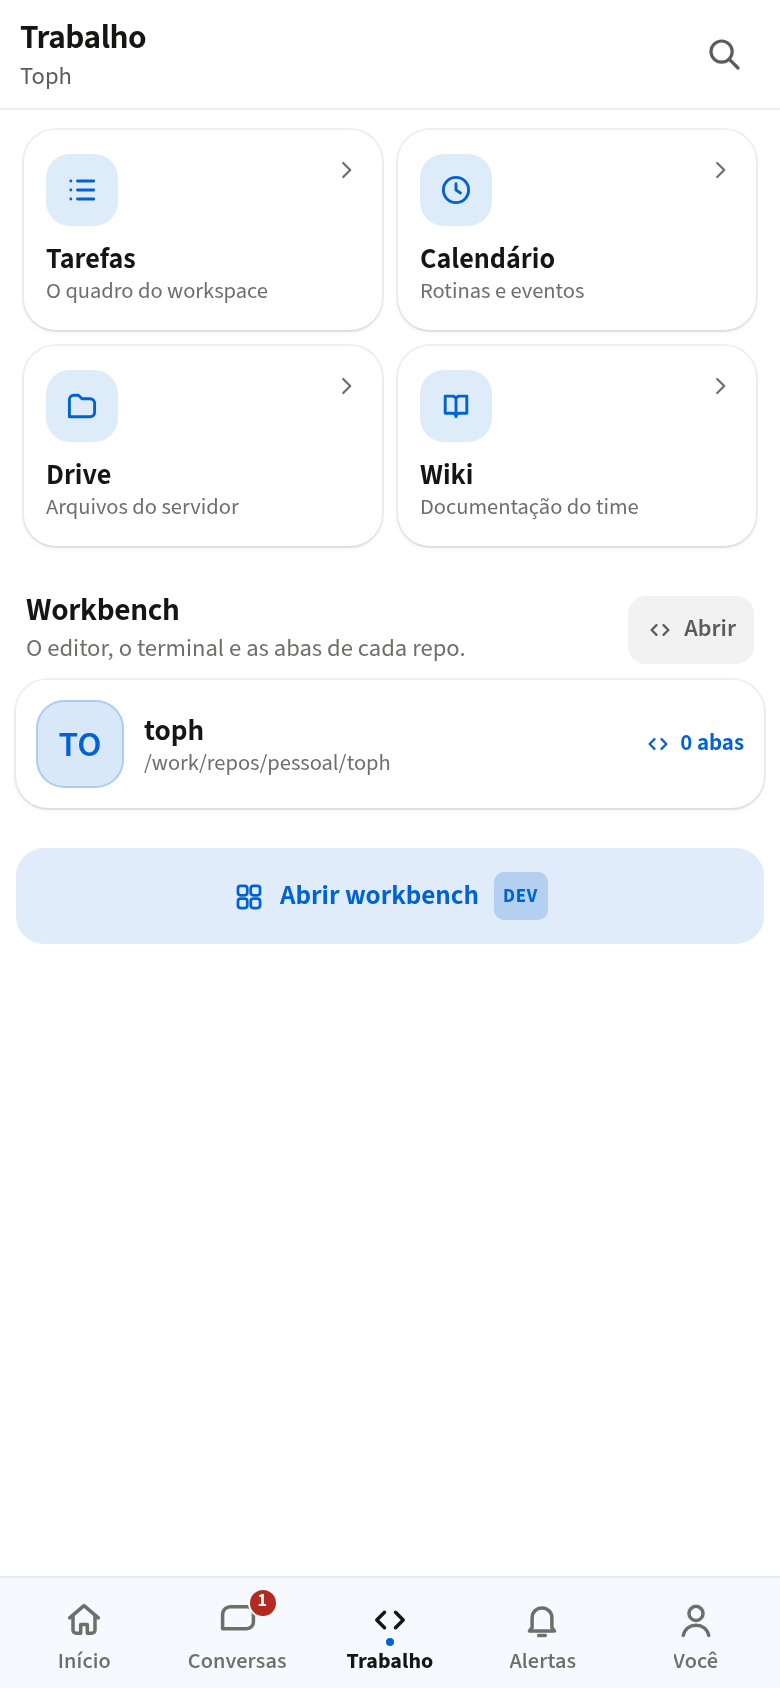 Trabalho
Toph
Tarefas
O quadro do workspace
Calendário
Rotinas e eventos
Drive
Arquivos do servidor
Wiki
Documentação do time
Workbench
O editor, o terminal e as abas de cada repo.
Abrir
TO
toph
/work/repos/pessoal/toph
0 abas
Abrir workbench
DEV
1
Início
Conversas
Trabalho
Alertas
Você